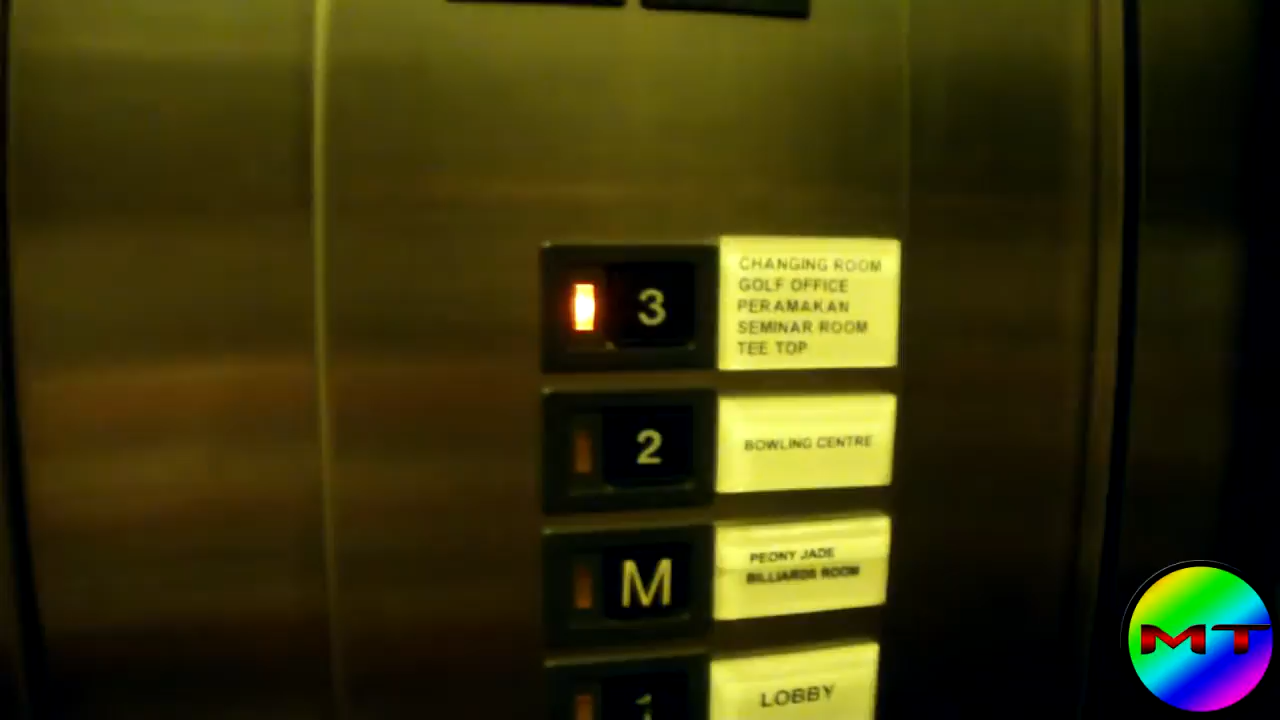 3
CHANGING ROOM
GOLF OFFICE
PERAMAKAN
SEMINAR ROOM
TEE TOP
2
BOWLING CENTRE
M
PEONY JADE
BILLIARDS ROOM
1
LOBBY
MT